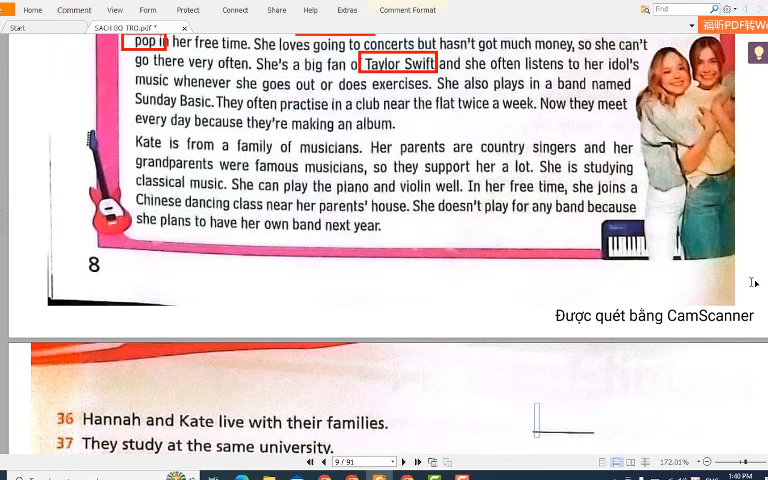 Home Comment View Form Protect Connect Share Help Extras Comment Format
Find
Start SACH BO TRO.pdf * ×
福昕PDF转Wo
pop in her free time. She loves going to concerts but hasn't got much money, so she can't
go there very often. She's a big fan of Taylor Swift and she often listens to her idol's
music whenever she goes out or does exercises. She also plays in a band named
Sunday Basic. They often practise in a club near the flat twice a week. Now they meet
every day because they're making an album.
Kate is from a family of musicians. Her parents are country singers and her
grandparents were famous musicians, so they support her a lot. She is studying
classical music. She can play the piano and violin well. In her free time, she joins a
Chinese dancing class near her parents' house. She doesn't play for any band because
she plans to have her own band next year.
8
Được quét bằng CamScanner
36 Hannah and Kate live with their families.
37 They study at the same university.
9 / 91
172.01%
1:40 PM